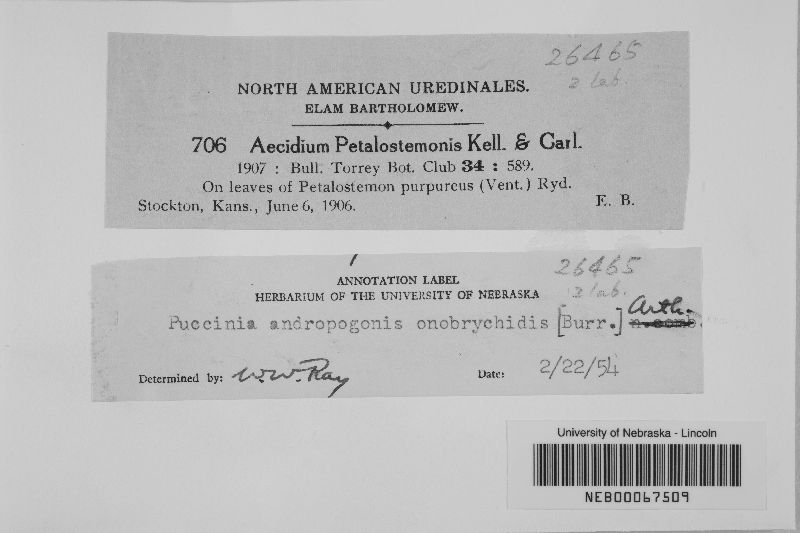 26465
2 lab.
NORTH AMERICAN UREDINALES.
ELAM BARTHOLOMEW.
706 Aecidium Petalostemonis Kell. & Carl.
1907 : Bull. Torrey Bot. Club 34 : 589.
On leaves of Petalostemon purpureus (Vent.) Ryd.
Stockton, Kans., June 6, 1906.
E. B.
26465
2 lab.
ANNOTATION LABEL
HERBARIUM OF THE UNIVERSITY OF NEBRASKA
Puccinia andropogonis onobrychidis [Burr.] Arth. n.comb.
Determined by: W.W. Ray
Date: 2/22/54
University of Nebraska - Lincoln
NEB00067509